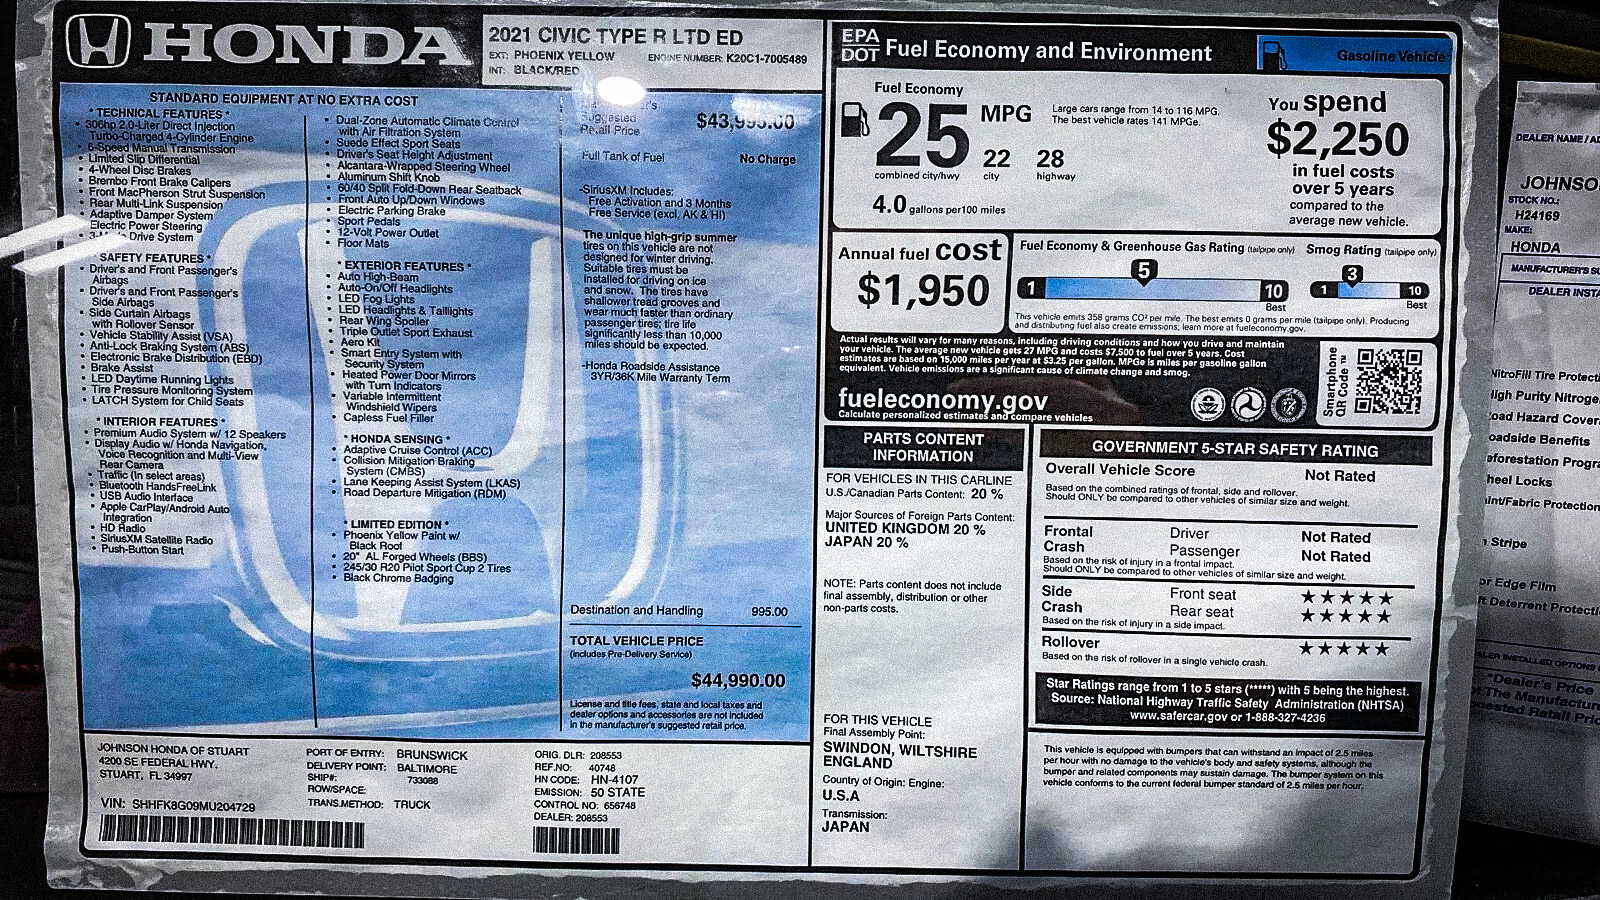 HONDA
2021 CIVIC TYPE R LTD ED
EXT: PHOENIX YELLOW ENGINE NUMBER: K20C1-7005489
INT: BLACK/RED
STANDARD EQUIPMENT AT NO EXTRA COST
* TECHNICAL FEATURES *
• 306hp 2.0-Liter Direct Injection
Turbo-Charged 4-Cylinder Engine
• 6-Speed Manual Transmission
• Limited Slip Differential
• 4-Wheel Disc Brakes
• Brembo Front Brake Calipers
• Front MacPherson Strut Suspension
• Rear Multi-Link Suspension
• Adaptive Damper System
Electric Power Steering
Drive System
* SAFETY FEATURES *
• Driver's and Front Passenger's
Airbags
• Driver's and Front Passenger's
Side Airbags
• Side Curtain Airbags
with Rollover Sensor
• Vehicle Stability Assist (VSA)
• Anti-Lock Braking System (ABS)
• Electronic Brake Distribution (EBD)
• Brake Assist
• LED Daytime Running Lights
• Tire Pressure Monitoring System
• LATCH System for Child Seats
* INTERIOR FEATURES *
• Premium Audio System w/ 12 Speakers
• Display Audio w/ Honda Navigation,
Voice Recognition and Multi-View
Rear Camera
• Traffic (in select areas)
• Bluetooth HandsFreeLink
• USB Audio Interface
• Apple CarPlay/Android Auto
Integration
• HD Radio
• SiriusXM Satellite Radio
• Push-Button Start
• Dual-Zone Automatic Climate Control
with Air Filtration System
• Suede Effect Sport Seats
• Driver's Seat Height Adjustment
• Alcantara-Wrapped Steering Wheel
• Aluminum Shift Knob
• 60/40 Split Fold-Down Rear Seatback
• Front Auto Up/Down Windows
• Electric Parking Brake
• Sport Pedals
• 12-Volt Power Outlet
• Floor Mats
* EXTERIOR FEATURES *
• Auto High-Beam
• Auto-On/Off Headlights
• LED Fog Lights
• LED Headlights & Taillights
• Rear Wing Spoiler
• Triple Outlet Sport Exhaust
• Aero Kit
• Smart Entry System with
Security System
• Heated Power Door Mirrors
with Turn Indicators
• Variable Intermittent
Windshield Wipers
• Capless Fuel Filler
* HONDA SENSING *
• Adaptive Cruise Control (ACC)
• Collision Mitigation Braking
System (CMBS)
• Lane Keeping Assist System (LKAS)
• Road Departure Mitigation (RDM)
* LIMITED EDITION *
• Phoenix Yellow Paint w/
Black Roof
• 20" AL Forged Wheels (BBS)
• 245/30 R20 Pilot Sport Cup 2 Tires
• Black Chrome Badging
Suggested
Retail Price $43,995.00
Full Tank of Fuel No Charge
-SiriusXM Includes:
Free Activation and 3 Months
Free Service (excl, AK & HI)
The unique high-grip summer
tires on this vehicle are not
designed for winter driving.
Suitable tires must be
installed for driving on ice
and snow. The tires have
shallower tread grooves and
wear much faster than ordinary
passenger tires; tire life
significantly less than 10,000
miles should be expected.
-Honda Roadside Assistance
3YR/36K Mile Warranty Term
Destination and Handling 995.00
TOTAL VEHICLE PRICE
(Includes Pre-Delivery Service)
$44,990.00
License and title fees, state and local taxes and
dealer options and accessories are not included
in the manufacturer's suggested retail price.
JOHNSON HONDA OF STUART
4200 SE FEDERAL HWY.
STUART, FL 34997
VIN: SHHFK8G09MU204729
PORT OF ENTRY: BRUNSWICK
DELIVERY POINT: BALTIMORE
SHIP#: 733088
ROW/SPACE:
TRANS.METHOD: TRUCK
ORIG. DLR: 208553
REF.NO: 40748
HN CODE: HN-4107
EMISSION: 50 STATE
CONTROL NO: 656748
DEALER: 208553
EPA
DOT Fuel Economy and Environment
Gasoline Vehicle
Fuel Economy
25 MPG
combined city/hwy
22 city
28 highway
4.0 gallons per 100 miles
Large cars range from 14 to 116 MPG.
The best vehicle rates 141 MPGe.
You spend
$2,250
in fuel costs
over 5 years
compared to the
average new vehicle.
Annual fuel cost
$1,950
Fuel Economy & Greenhouse Gas Rating (tailpipe only)
1 5 10
Best
Smog Rating (tailpipe only)
1 3 10
Best
This vehicle emits 358 grams CO² per mile. The best emits 0 grams per mile (tailpipe only). Producing
and distributing fuel also create emissions; learn more at fueleconomy.gov.
Actual results will vary for many reasons, including driving conditions and how you drive and maintain
your vehicle. The average new vehicle gets 27 MPG and costs $7,500 to fuel over 5 years. Cost
estimates are based on 15,000 miles per year at $3.25 per gallon. MPGe is miles per gasoline gallon
equivalent. Vehicle emissions are a significant cause of climate change and smog.
fueleconomy.gov
Calculate personalized estimates and compare vehicles
Smartphone
QR Code™
PARTS CONTENT
INFORMATION
FOR VEHICLES IN THIS CARLINE
U.S./Canadian Parts Content: 20 %
Major Sources of Foreign Parts Content:
UNITED KINGDOM 20 %
JAPAN 20 %
NOTE: Parts content does not include
final assembly, distribution or other
non-parts costs.
FOR THIS VEHICLE
Final Assembly Point:
SWINDON, WILTSHIRE
ENGLAND
Country of Origin: Engine:
U.S.A
Transmission:
JAPAN
GOVERNMENT 5-STAR SAFETY RATING
Overall Vehicle Score Not Rated
Based on the combined ratings of frontal, side and rollover.
Should ONLY be compared to other vehicles of similar size and weight.
Frontal Driver Not Rated
Crash Passenger Not Rated
Based on the risk of injury in a frontal impact.
Should ONLY be compared to other vehicles of similar size and weight.
Side Front seat ★★★★★
Crash Rear seat ★★★★★
Based on the risk of injury in a side impact.
Rollover ★★★★★
Based on the risk of rollover in a single vehicle crash.
Star Ratings range from 1 to 5 stars (*****) with 5 being the highest.
Source: National Highway Traffic Safety Administration (NHTSA)
www.safercar.gov or 1-888-327-4236
This vehicle is equipped with bumpers that can withstand an impact of 2.5 miles
per hour with no damage to the vehicle's body and safety systems, although the
bumper and related components may sustain damage. The bumper system on this
vehicle conforms to the current federal bumper standard of 2.5 miles per hour.
DEALER NAME / AD
JOHNSO
STOCK NO.:
H24169
MAKE:
HONDA
MANUFACTURER'S SU
DEALER INSTA
NitroFill Tire Protecti
High Purity Nitroge
oad Hazard Cover
oadside Benefits
eforestation Progra
heel Locks
int/Fabric Protection
Stripe
or Edge Film
ft Deterrent Protecti
ALER INSTALLED OPTIONS
"Dealer's Price
t The Manufactur
gested Retail Pric